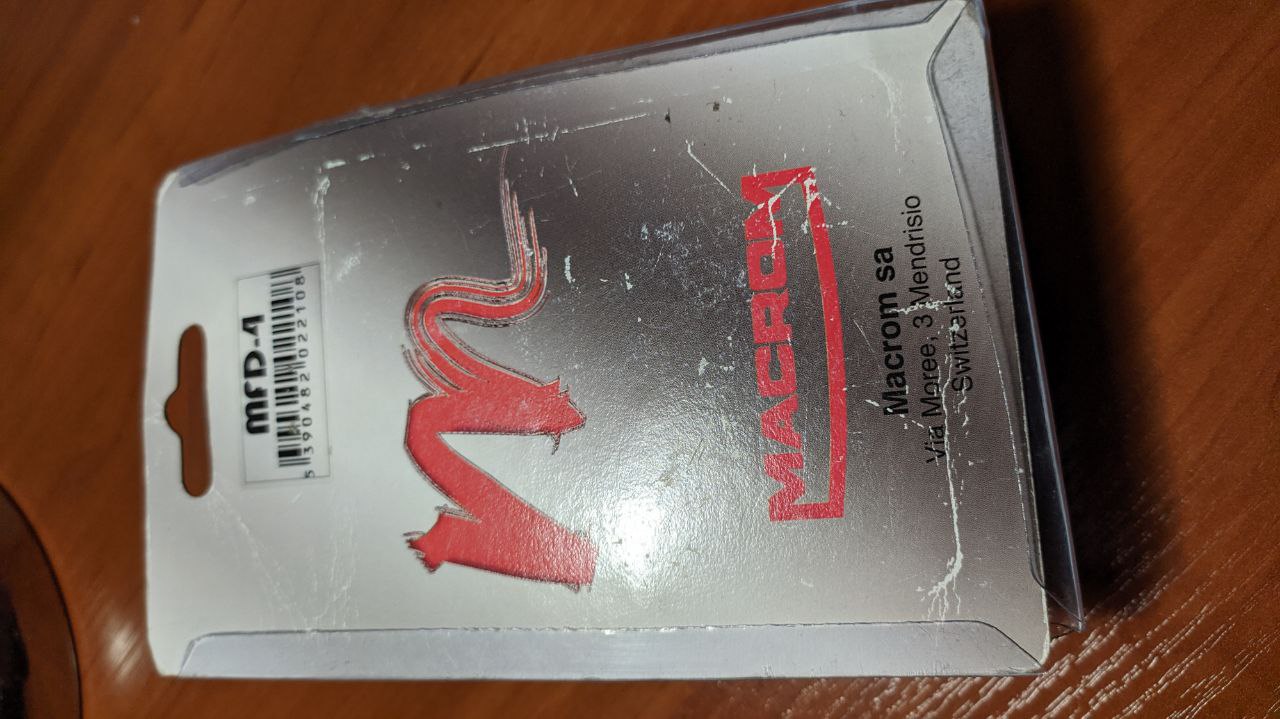 MFD-4
5390482022108
m
MACROM
Macrom sa
Via Moree, 3 Mendrisio
Switzerland